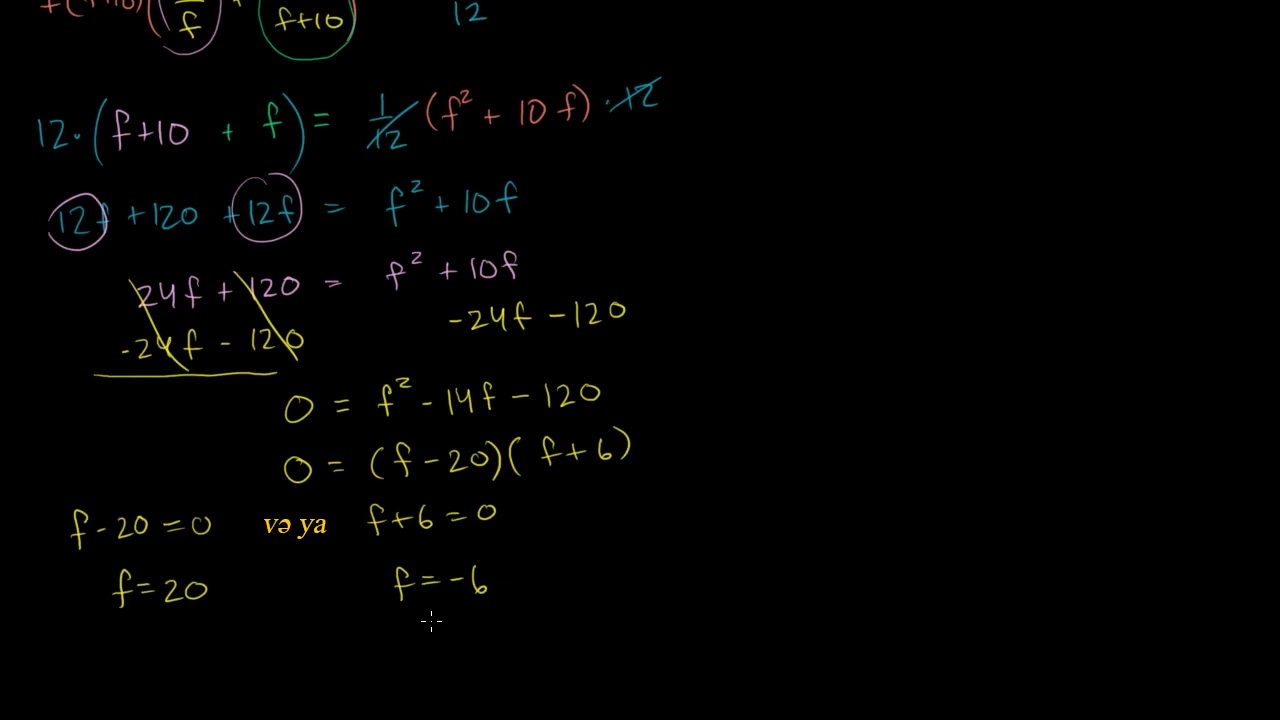 f f+10 12
12·(f+10 + f) = 1/12 (f² + 10f) · 12
12f + 120 + 12f = f² + 10f
24f + 120 = f² + 10f
-24f - 120 -24f - 120
0 = f² - 14f - 120
0 = (f - 20)(f + 6)
f - 20 = 0 və ya f + 6 = 0
f = 20 f = -6